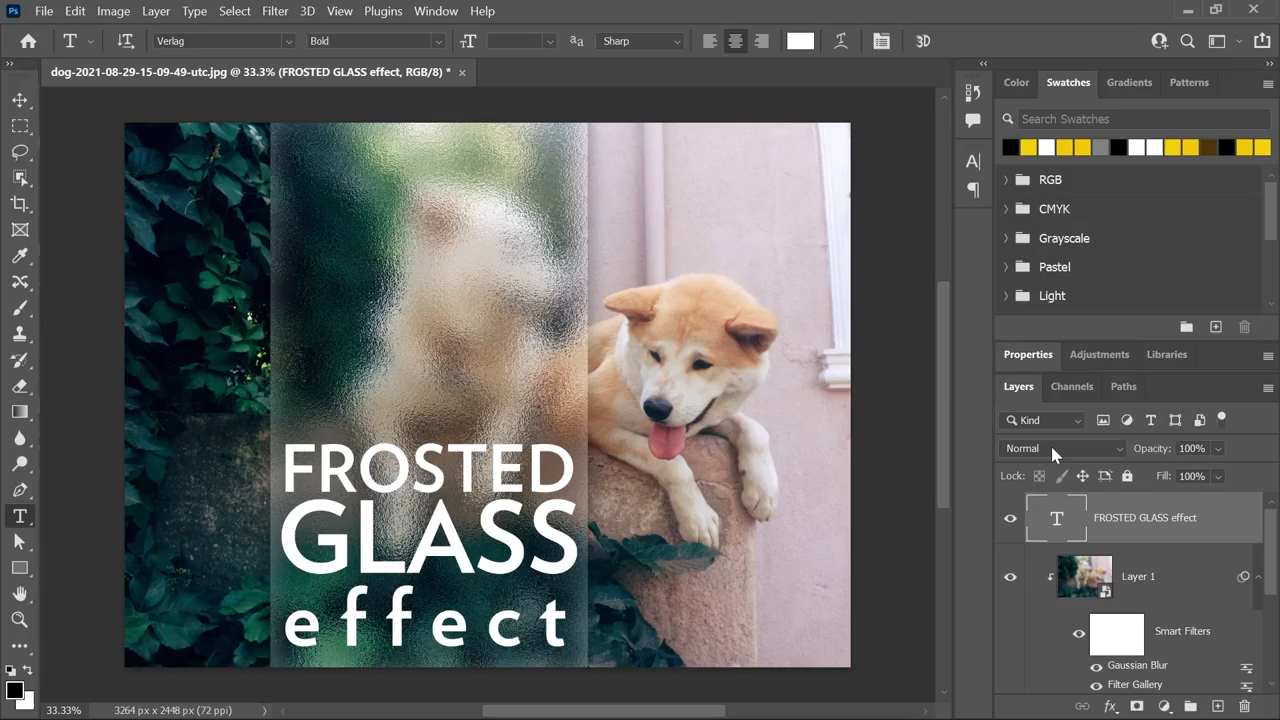 Ps File Edit Image Layer Type Select Filter 3D View Plugins Window Help
T Verlag Bold Sharp 3D
dog-2021-08-29-15-09-49-utc.jpg @ 33.3% (FROSTED GLASS effect, RGB/8) *
Color Swatches Gradients Patterns
Search Swatches
RGB
CMYK
Grayscale
Pastel
Light
Properties Adjustments Libraries
Layers Channels Paths
Kind
Normal Opacity: 100%
Lock: Fill: 100%
T FROSTED GLASS effect
Layer 1
Smart Filters
Gaussian Blur
Filter Gallery
FROSTED
GLASS
effect
33.33% 3264 px x 2448 px (72 ppi)